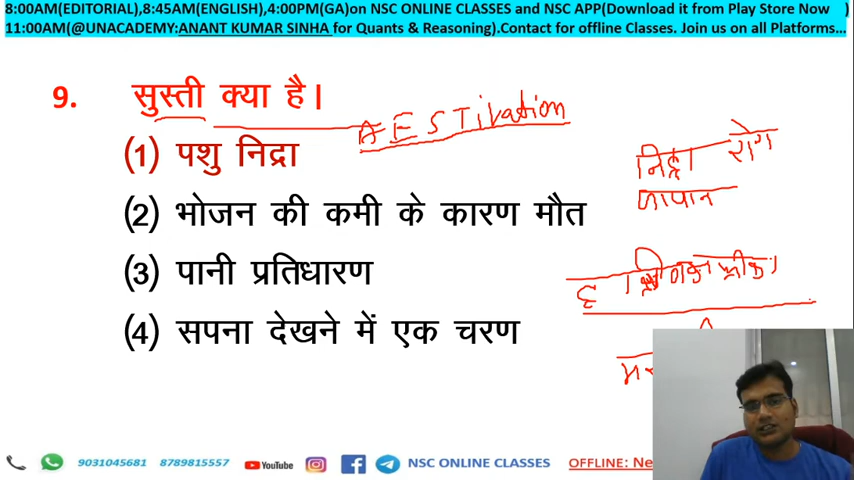 8:00AM(EDITORIAL),8:45AM(ENGLISH),4:00PM(GA)on NSC ONLINE CLASSES and NSC APP(Download it from Play Store Now )
11:00AM(@UNACADEMY:ANANT KUMAR SINHA for Quants & Reasoning).Contact for offline Classes. Join us on all Platforms...
9. सुस्ती क्या है।
AESTivation
(1) पशु निद्रा
निद्रा रोग
जापान
(2) भोजन की कमी के कारण मौत
(3) पानी प्रतिधारण
(4) सपना देखने में एक चरण
9031045681 8789815557 YouTube NSC ONLINE CLASSES OFFLINE: Ne